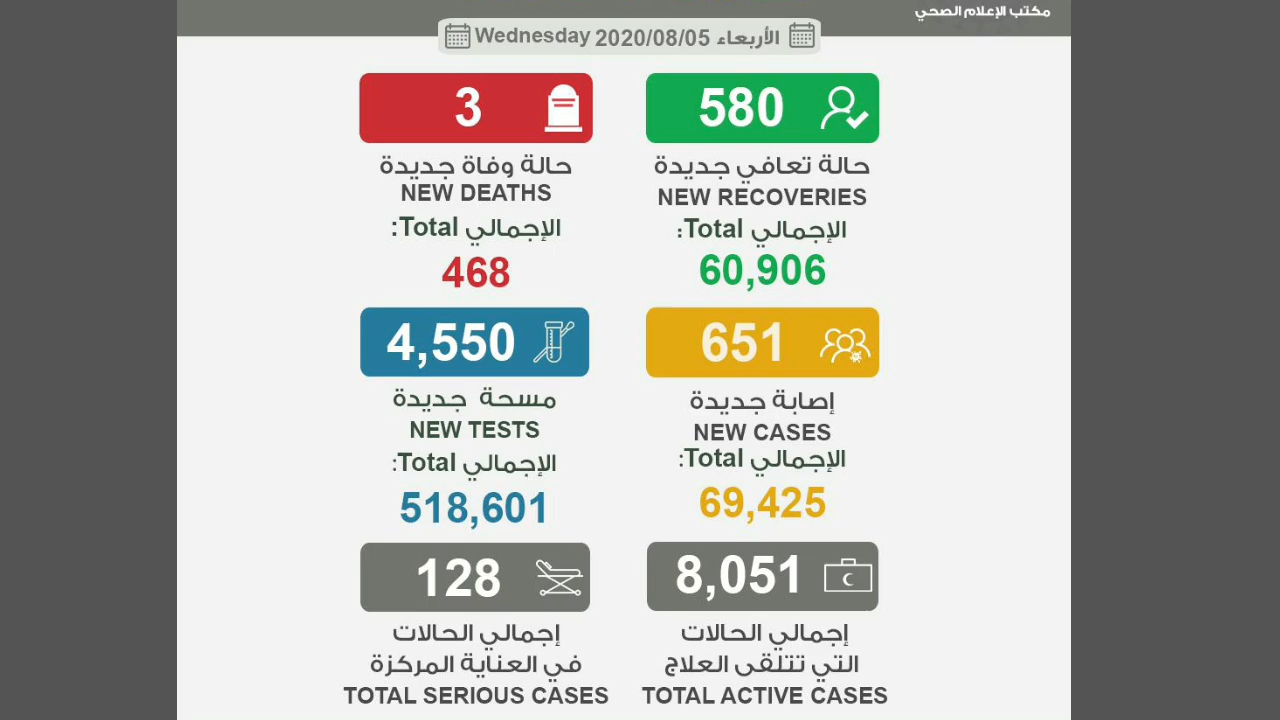 مكتب الإعلام الصحي
الأربعاء 2020/08/05 Wednesday
580
حالة تعافي جديدة
NEW RECOVERIES
الإجمالي Total:
60,906
3
حالة وفاة جديدة
NEW DEATHS
الإجمالي Total:
468
651
إصابة جديدة
NEW CASES
الإجمالي Total:
69,425
4,550
مسحة جديدة
NEW TESTS
الإجمالي Total:
518,601
8,051
إجمالي الحالات
التي تتلقى العلاج
TOTAL ACTIVE CASES
128
إجمالي الحالات
في العناية المركزة
TOTAL SERIOUS CASES